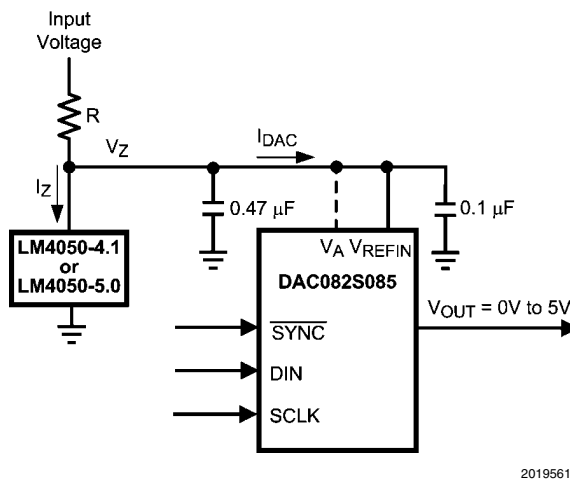 Input
Voltage
R
VZ
IDAC
IZ
0.47 µF
0.1 µF
LM4050-4.1
or
LM4050-5.0
VA VREFIN
DAC082S085
VOUT = 0V to 5V
SYNC
DIN
SCLK
2019561